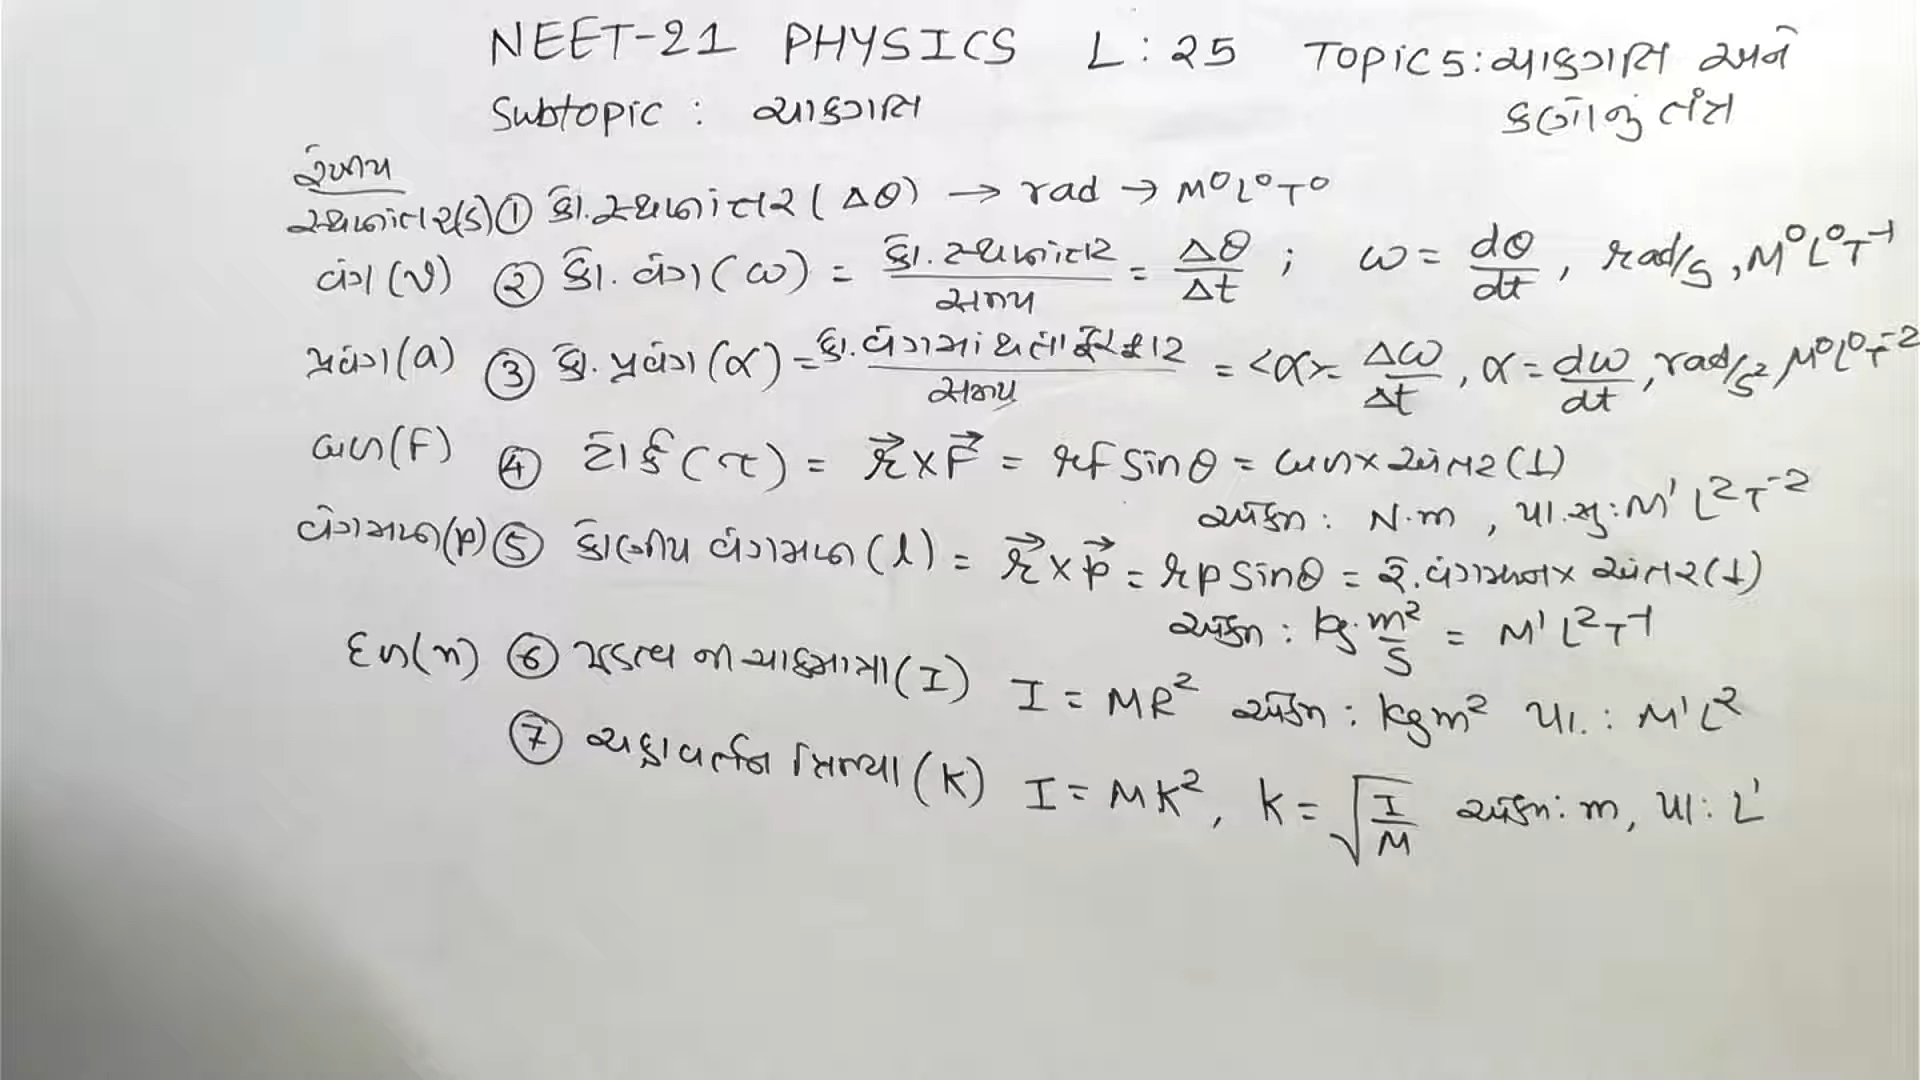 NEET-21 PHYSICS L: 25 TOPIC 5: ચાકગતિ અને
Subtopic : ચાકગતિ
કણોનું તંત્ર
રેખીય
સ્થાનાંતર(d) ① કો.સ્થાનાંતર (Δθ) → rad → M⁰L⁰T⁰
વેગ (v) ② કો. વેગ (ω) = કો. સ્થાનાંતર / સમય = Δθ/Δt ; ω = dθ/dt , rad/s , M⁰L⁰T⁻¹
પ્રવેગ(a) ③ કો. પ્રવેગ (α) = કો.વેગમાં થતો ફેરફાર / સમય = <α> = Δω/Δt , α = dω/dt , rad/s² M⁰L⁰T⁻²
બળ(F) ④ ટોર્ક (τ) = r⃗ × F⃗ = rF sinθ = બળ × અંતર (⊥)
એકમ : N·m , પા.સૂ: M¹L²T⁻²
વેગમાન(p) ⑤ કોણીય વેગમાન (l) = r⃗ × p⃗ = rp sinθ = રે.વેગમાન × અંતર (⊥)
એકમ : kg·m²/s = M¹L²T⁻¹
દળ(m) ⑥ જડત્વ ની ચાકમાત્રા (I) I = MR² એકમ : kgm² પા. : M¹L²
⑦ ચક્રાવર્તન ત્રિજ્યા (K) I = MK² , K = √(I/M) એકમ: m, પા: L¹